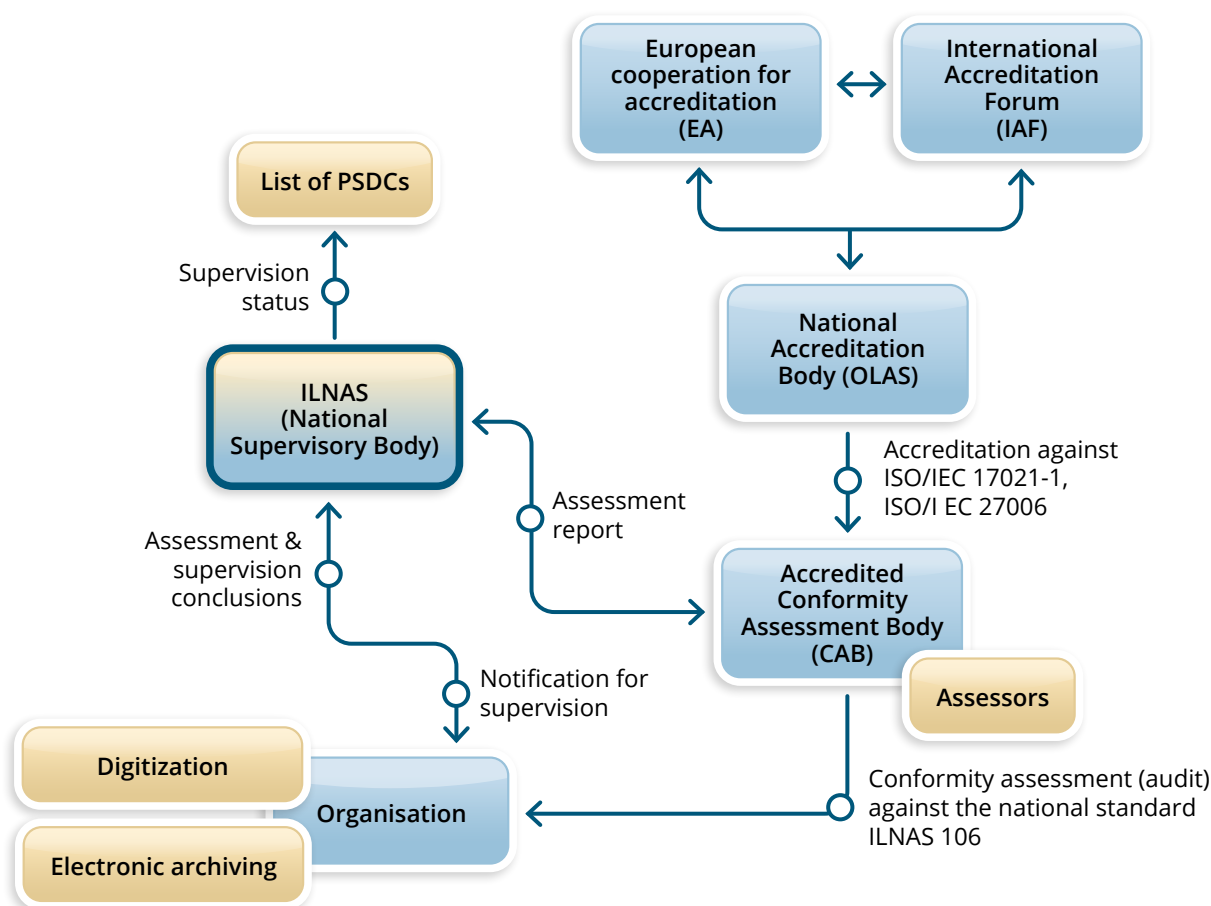 European
cooperation for
accreditation
(EA)
International
Accreditation
Forum
(IAF)
List of PSDCs
Supervision
status
National
Accreditation
Body (OLAS)
ILNAS
(National
Supervisory Body)
Accreditation against
ISO/IEC 17021-1,
ISO/I EC 27006
Assessment
report
Assessment &
supervision
conclusions
Accredited
Conformity
Assessment Body
(CAB)
Assessors
Notification for
supervision
Digitization
Organisation
Electronic archiving
Conformity assessment (audit)
against the national standard
ILNAS 106